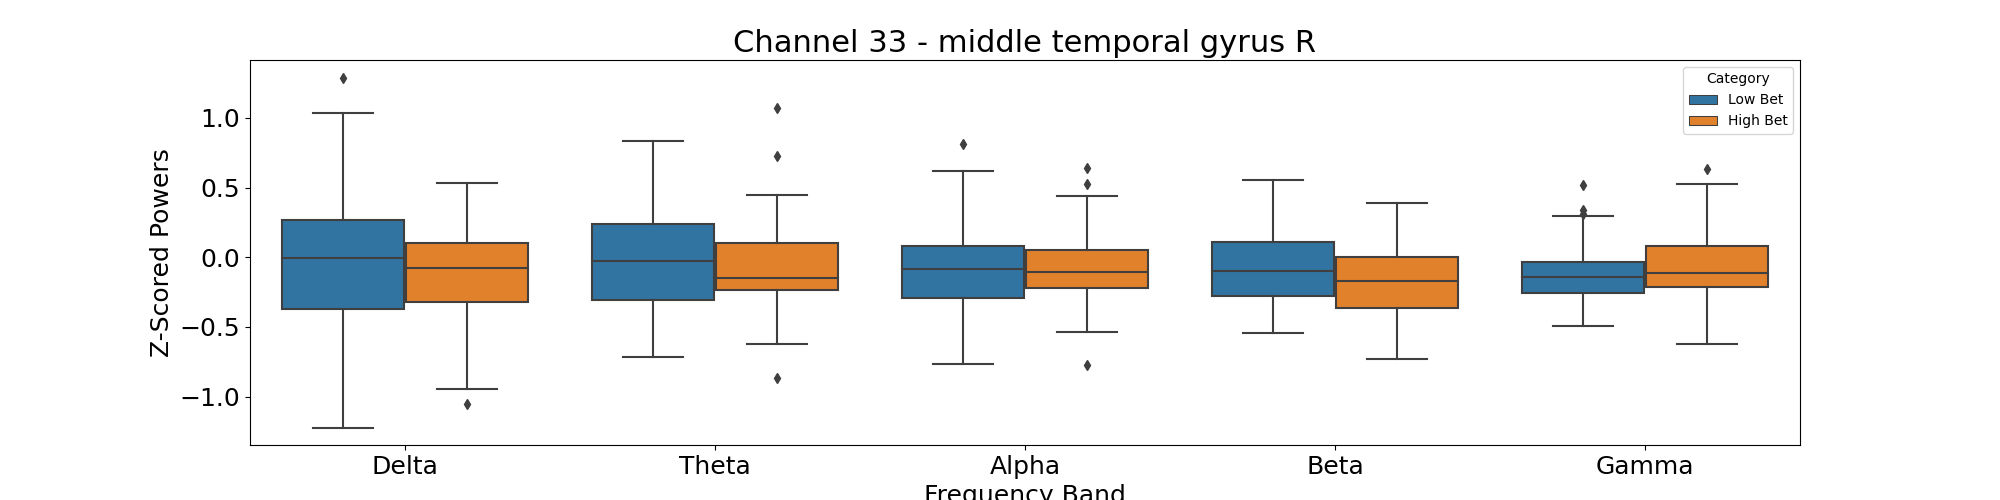 Channel 33 - middle temporal gyrus R
Category
Low Bet
High Bet
Z-Scored Powers
1.0
0.5
0.0
−0.5
−1.0
Delta
Theta
Alpha
Beta
Gamma
Frequency Band